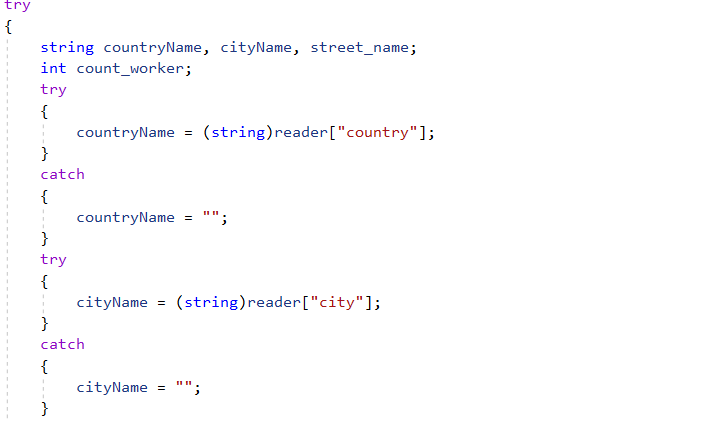 try
{
string countryName, cityName, street_name;
int count_worker;
try
{
countryName = (string)reader["country"];
}
catch
{
countryName = "";
}
try
{
cityName = (string)reader["city"];
}
catch
{
cityName = "";
}